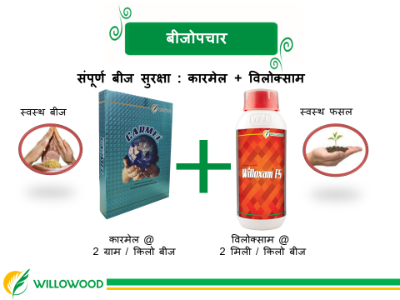 बीजोपचार
संपूर्ण बीज सुरक्षा : कारमेल + विलोक्साम
स्वस्थ बीज
स्वस्थ फसल
CARMEL
Willoxam FS
कारमेल @
2 ग्राम / किलो बीज
विलोक्साम @
2 मिली / किलो बीज
WILLOWOOD